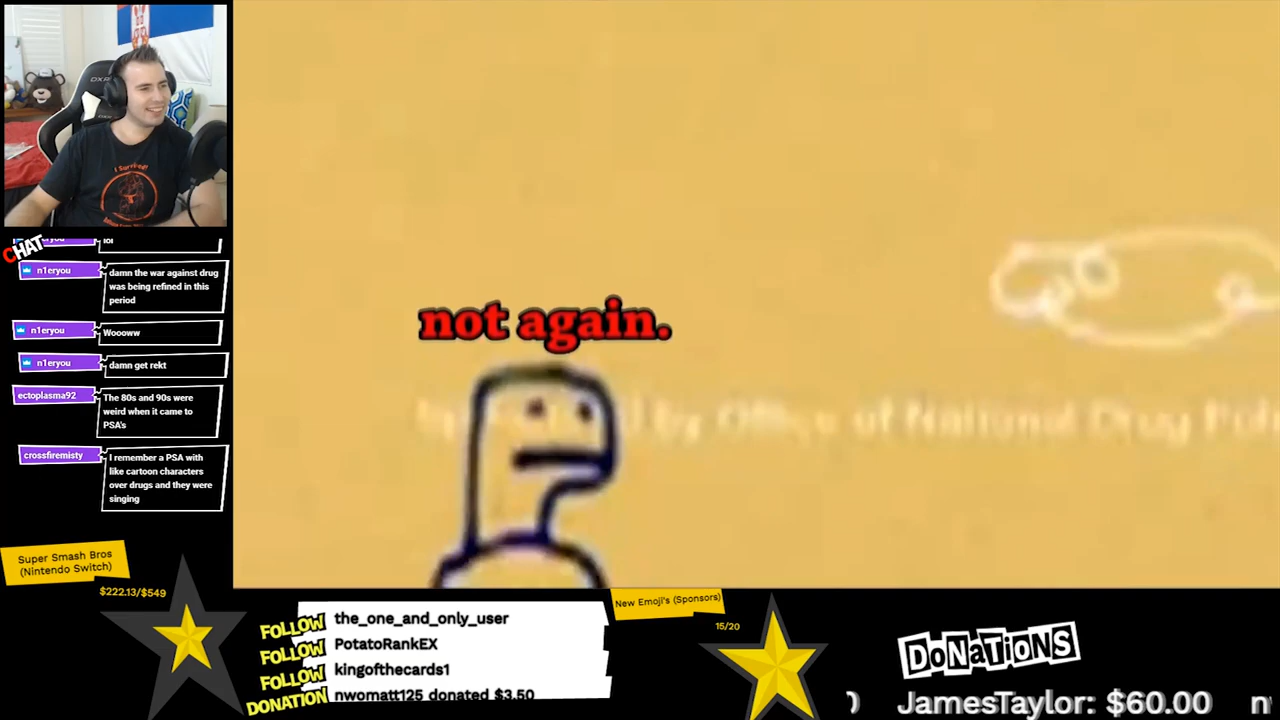 DXR
I Survived!
CHAT
lol
n1eryou
damn the war against drug
was being refined in this
period
n1eryou
Woooww
n1eryou
damn get rekt
ectoplasma92
The 80s and 90s were
weird when it came to
PSA's
crossfiremisty
I remember a PSA with
like cartoon characters
over drugs and they were
singing
not again.
by Office of National Drug
Super Smash Bros
(Nintendo Switch)
$222.13/$549
FOLLOW the_one_and_only_user
FOLLOW PotatoRankEX
FOLLOW kingofthecards1
DONATION nwomatt125 donated $3.50
New Emoji's (Sponsors)
15/20
DoNaTioNS
JamesTaylor: $60.00 n